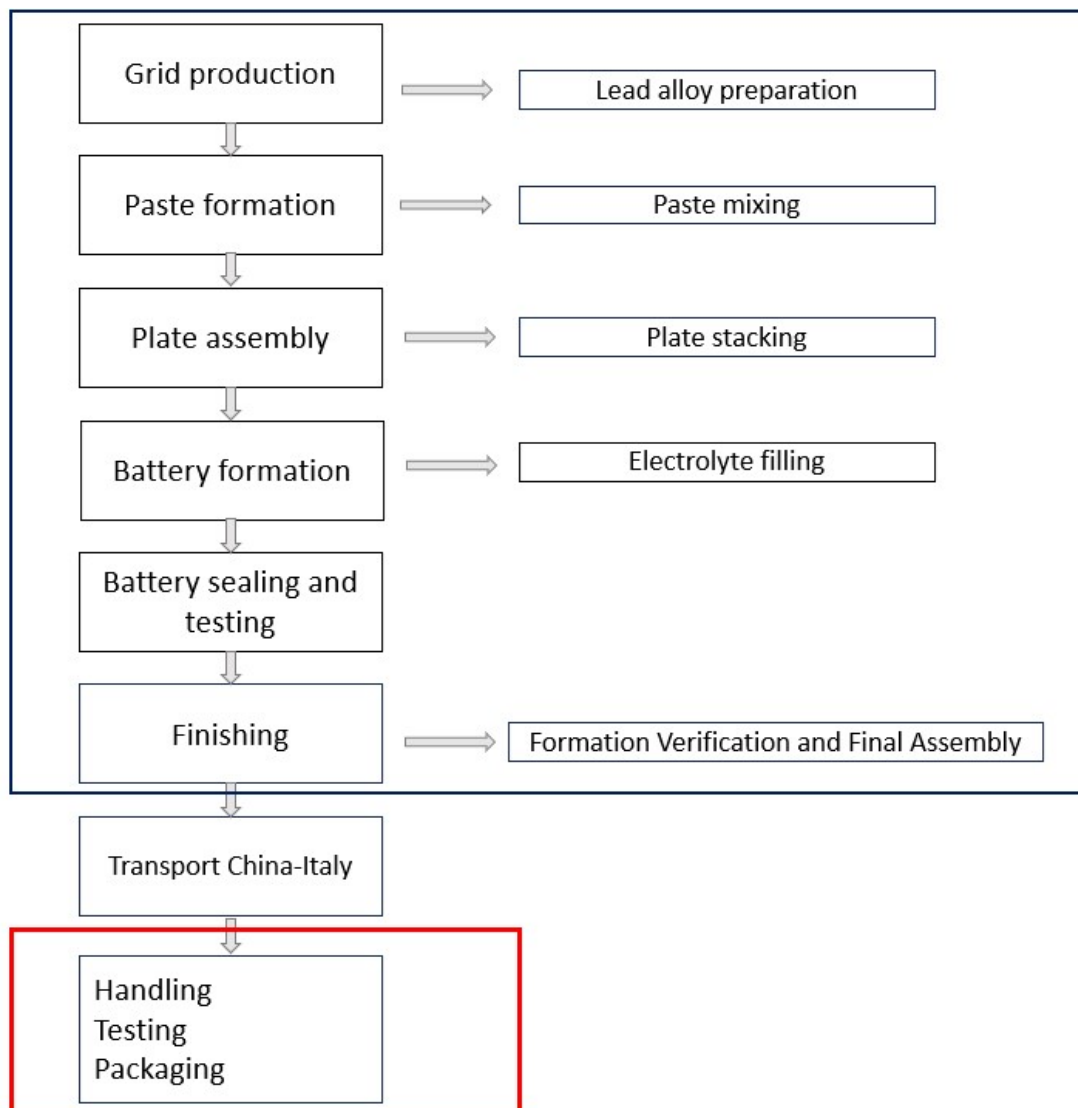 Grid production
Lead alloy preparation
Paste formation
Paste mixing
Plate assembly
Plate stacking
Battery formation
Electrolyte filling
Battery sealing and
testing
Finishing
Formation Verification and Final Assembly
Transport China-Italy
Handling
Testing
Packaging